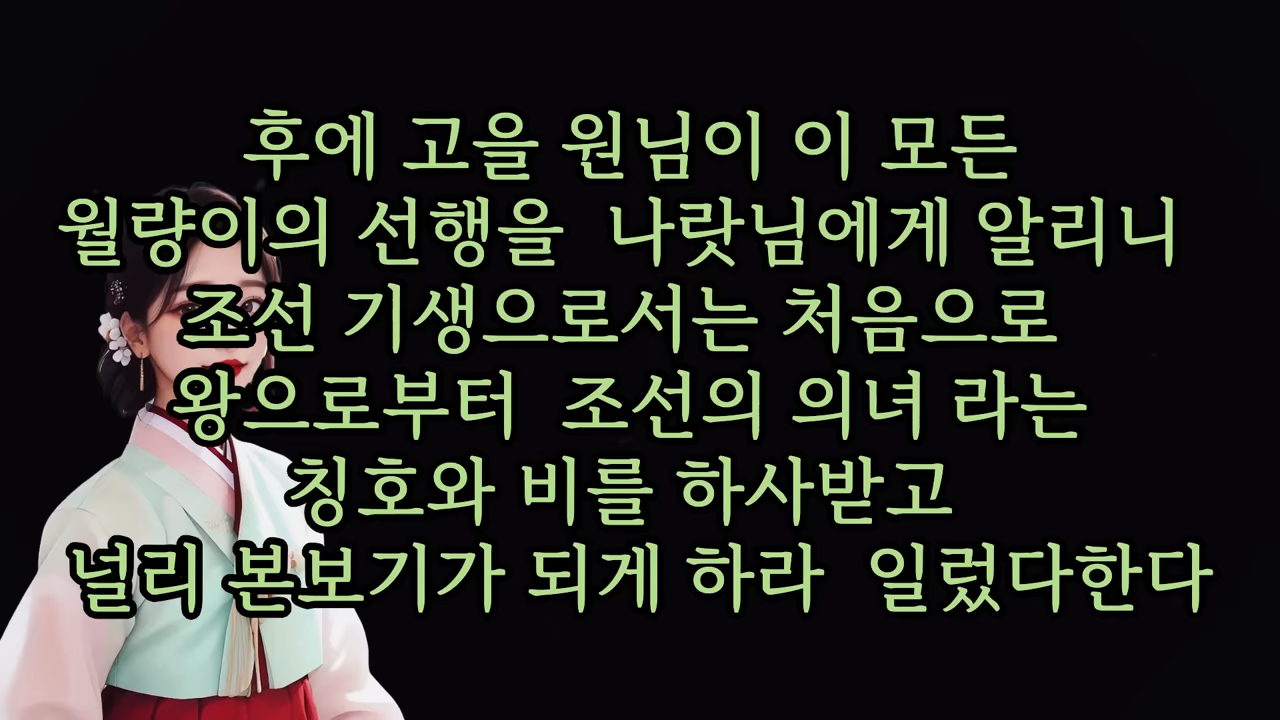 후에 고을 원님이 이 모든
월량이의 선행을 나랏님에게 알리니
조선 기생으로서는 처음으로
왕으로부터 조선의 의녀 라는
칭호와 비를 하사받고
널리 본보기가 되게 하라 일렀다한다